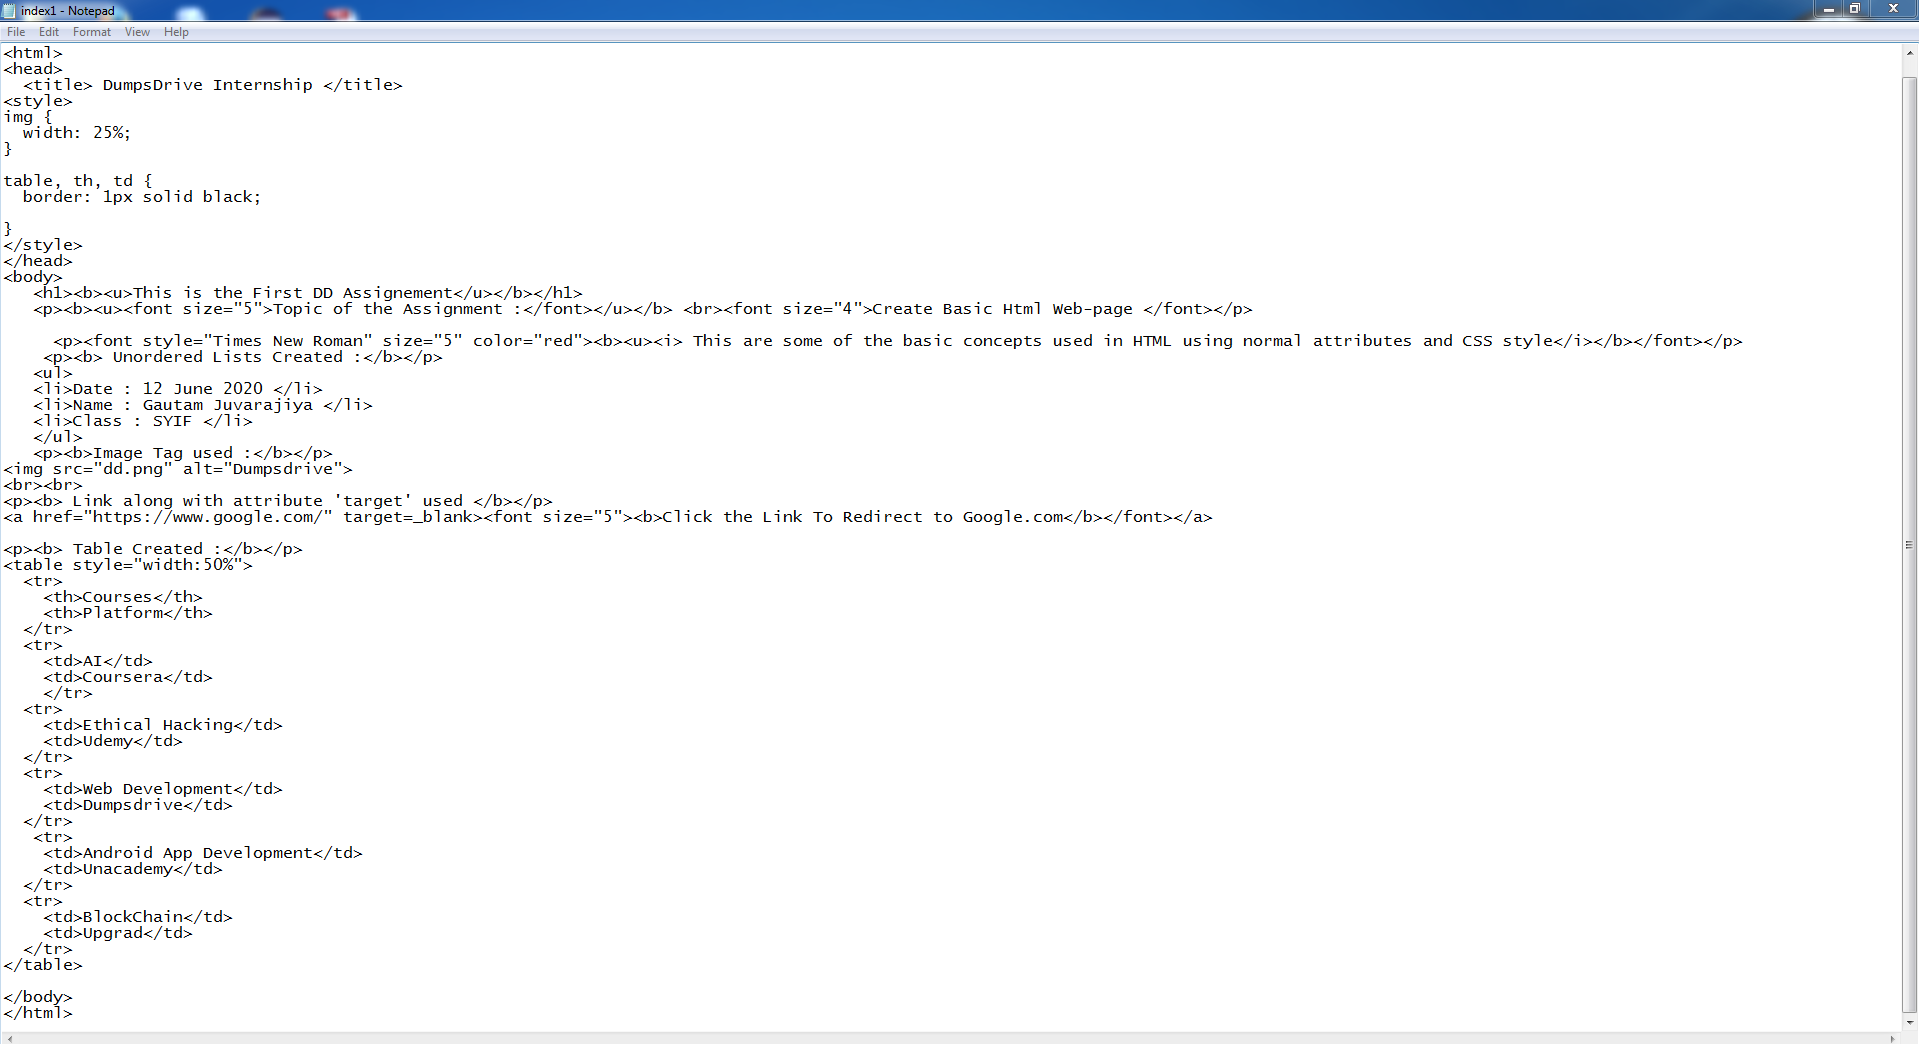 index1 - Notepad
File Edit Format View Help
<html>
<head>
  <title> DumpsDrive Internship </title>
<style>
img {
  width: 25%;
}
table, th, td {
  border: 1px solid black;
}
</style>
</head>
<body>
   <h1><b><u>This is the First DD Assignement</u></b></h1>
   <p><b><u><font size="5">Topic of the Assignment :</font></u></b> <br><font size="4">Create Basic Html Web-page </font></p>
     <p><font style="Times New Roman" size="5" color="red"><b><u><i> This are some of the basic concepts used in HTML using normal attributes and CSS style</i></b></font></p>
    <p><b> Unordered Lists Created :</b></p>
   <ul>
   <li>Date : 12 June 2020 </li>
   <li>Name : Gautam Juvarajiya </li>
   <li>Class : SYIF </li>
   </ul>
   <p><b>Image Tag used :</b></p>
<img src="dd.png" alt="Dumpsdrive">
<br><br>
<p><b> Link along with attribute 'target' used </b></p>
<a href="https://www.google.com/" target=_blank><font size="5"><b>Click the Link To Redirect to Google.com</b></font></a>
<p><b> Table Created :</b></p>
<table style="width:50%">
  <tr>
    <th>Courses</th>
    <th>Platform</th>
  </tr>
  <tr>
    <td>AI</td>
    <td>Coursera</td>
    </tr>
  <tr>
    <td>Ethical Hacking</td>
    <td>Udemy</td>
  </tr>
  <tr>
    <td>Web Development</td>
    <td>Dumpsdrive</td>
  </tr>
   <tr>
    <td>Android App Development</td>
    <td>Unacademy</td>
  </tr>
  <tr>
    <td>BlockChain</td>
    <td>Upgrad</td>
  </tr>
</table>
</body>
</html>